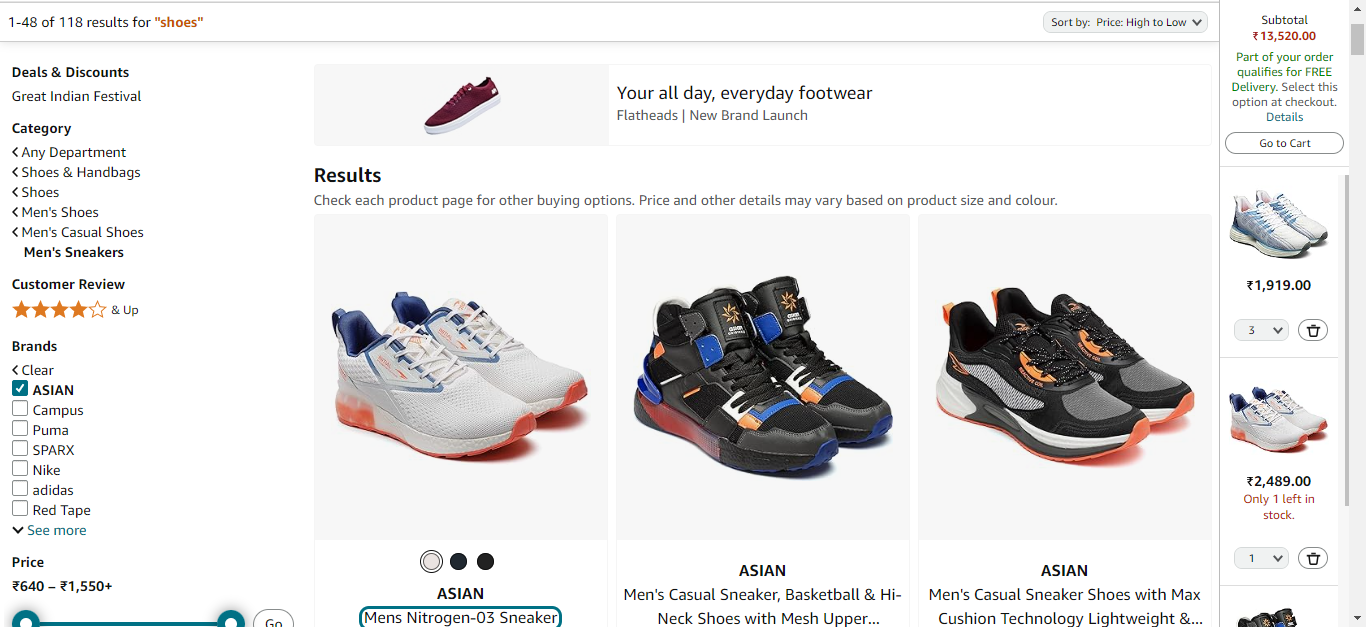 1-48 of 118 results for "shoes"
Sort by: Price: High to Low
Deals & Discounts
Great Indian Festival
Category
Any Department
Shoes & Handbags
Shoes
Men's Shoes
Men's Casual Shoes
Men's Sneakers
Customer Review
& Up
Brands
Clear
ASIAN
Campus
Puma
SPARX
Nike
adidas
Red Tape
See more
Price
₹640 – ₹1,550+
Go
Your all day, everyday footwear
Flatheads | New Brand Launch
Results
Check each product page for other buying options. Price and other details may vary based on product size and colour.
ASIAN
Mens Nitrogen-03 Sneaker
ASIAN
Men's Casual Sneaker, Basketball & Hi-
Neck Shoes with Mesh Upper...
ASIAN
Men's Casual Sneaker Shoes with Max
Cushion Technology Lightweight &...
Subtotal
₹13,520.00
Part of your order
qualifies for FREE
Delivery. Select this
option at checkout.
Details
Go to Cart
₹1,919.00
3
₹2,489.00
Only 1 left in
stock.
1